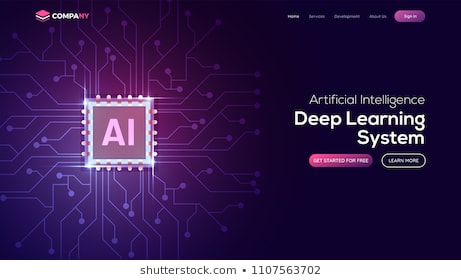 COMPANY
Home Services Development About Us Sign in
AI
Artificial Intelligence
Deep Learning
System
GET STARTED FOR FREE LEARN MORE
shutterstock.com • 1107563702